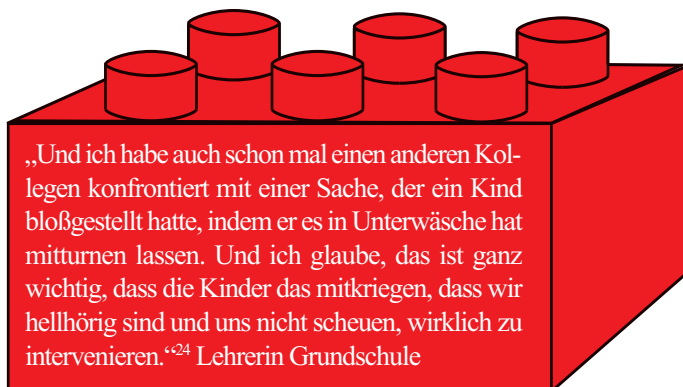 „Und ich habe auch schon mal einen anderen Kol-
legen konfrontiert mit einer Sache, der ein Kind
bloßgestellt hatte, indem er es in Unterwäsche hat
mitturnen lassen. Und ich glaube, das ist ganz
wichtig, dass die Kinder das mitkriegen, dass wir
hellhörig sind und uns nicht scheuen, wirklich zu
intervenieren.“²⁴ Lehrerin Grundschule